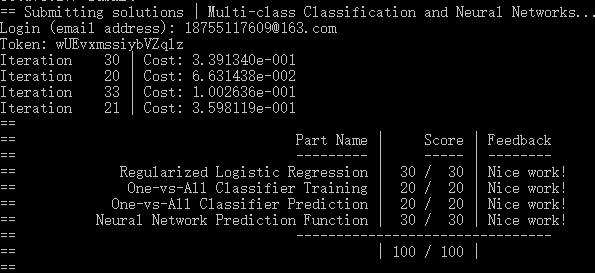 == Submitting solutions | Multi-class Classification and Neural Networks...
Login (email address): 18755117609@163.com
Token: wUEvxmssiybVZqlz
Iteration    30 | Cost: 3.391340e-001
Iteration    20 | Cost: 6.631438e-002
Iteration    33 | Cost: 1.002636e-001
Iteration    21 | Cost: 3.598119e-001
==
==                                   Part Name |     Score | Feedback
==                                   --------- |     ----- | --------
==             Regularized Logistic Regression |  30 /  30 | Nice work!
==              One-vs-All Classifier Training |  20 /  20 | Nice work!
==            One-vs-All Classifier Prediction |  20 /  20 | Nice work!
==          Neural Network Prediction Function |  30 /  30 | Nice work!
==                                   --------------------------------
==                                             | 100 / 100 |
==